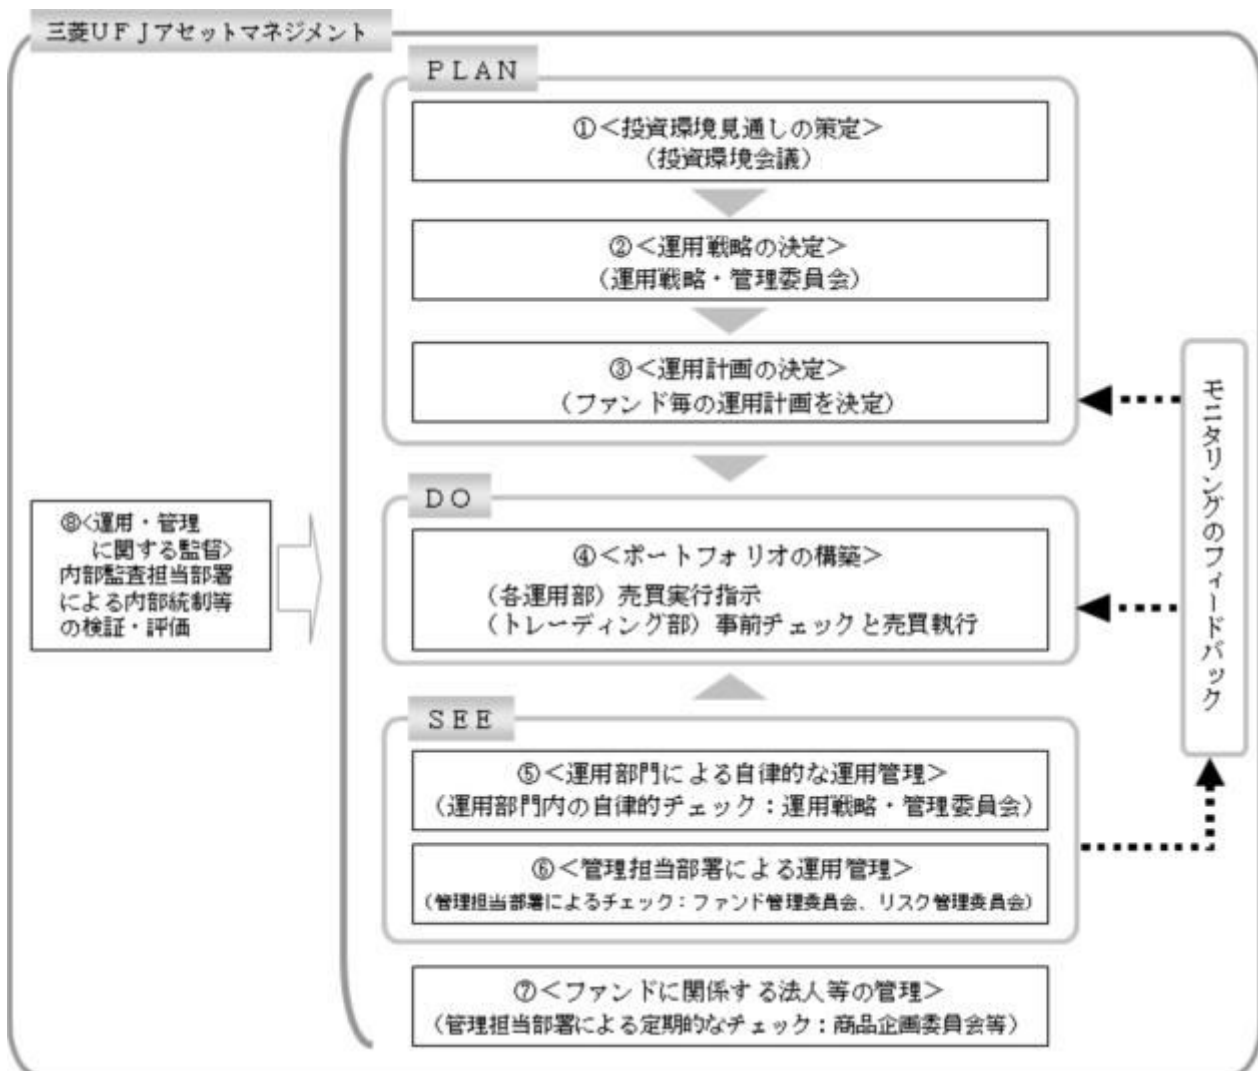 三菱UFJアセットマネジメント
PLAN
①<投資環境見通しの策定>
(投資環境会議)
②<運用戦略の決定>
(運用戦略・管理委員会)
③<運用計画の決定>
(ファンド毎の運用計画を決定)
DO
④<ポートフォリオの構築>
(各運用部)売買実行指示
(トレーディング部)事前チェックと売買執行
SEE
⑤<運用部門による自律的な運用管理>
(運用部門内の自律的チェック:運用戦略・管理委員会)
⑥<管理担当部署による運用管理>
(管理担当部署によるチェック:ファンド管理委員会、リスク管理委員会)
⑦<ファンドに関係する法人等の管理>
(管理担当部署による定期的なチェック:商品企画委員会等)
⑧<運用・管理
に関する監督>
内部監査担当部署
による内部統制等
の検証・評価
モニタリングのフィードバック